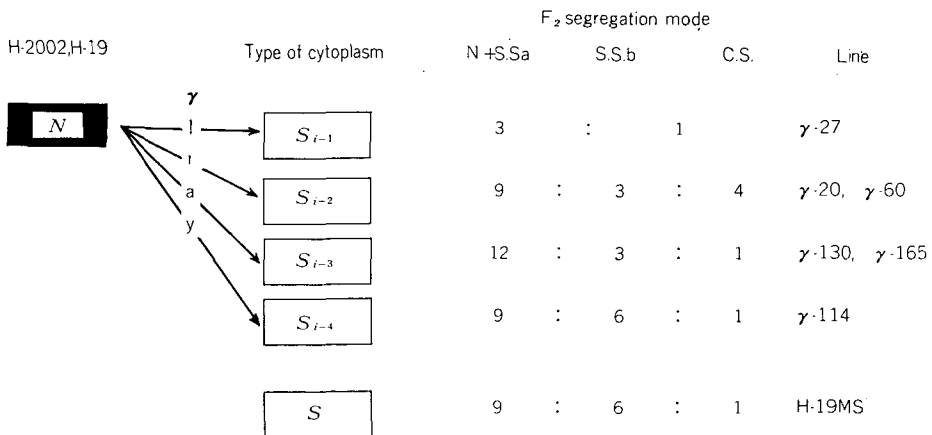 F₂ segregation mode
H-2002,H-19 Type of cytoplasm N+S.Sa S.S.b C.S. Line
γ
N S i-1 3 : 1 γ-27
r
S i-2 9 : 3 : 4 γ-20, γ-60
a
y
S i-3 12 : 3 : 1 γ-130, γ-165
S i-4 9 : 6 : 1 γ-114
S 9 : 6 : 1 H-19MS